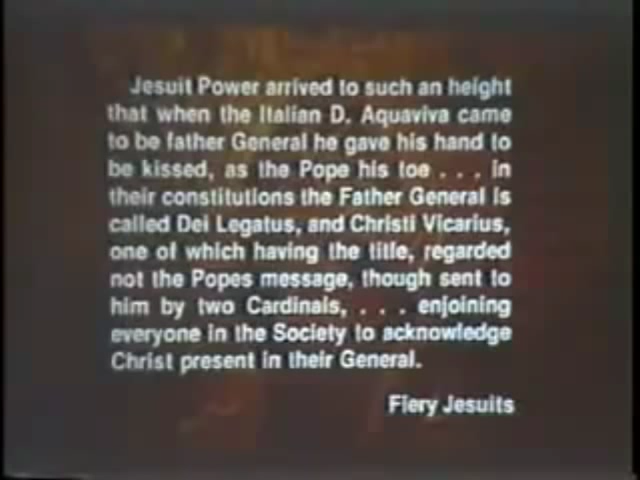 Jesuit Power arrived to such an height
that when the Italian D. Aquaviva came
to be father General he gave his hand to
be kissed, as the Pope his toe . . . in
their constitutions the Father General is
called Dei Legatus, and Christi Vicarius,
one of which having the title, regarded
not the Popes message, though sent to
him by two Cardinals, . . . enjoining
everyone in the Society to acknowledge
Christ present in their General.
Fiery Jesuits